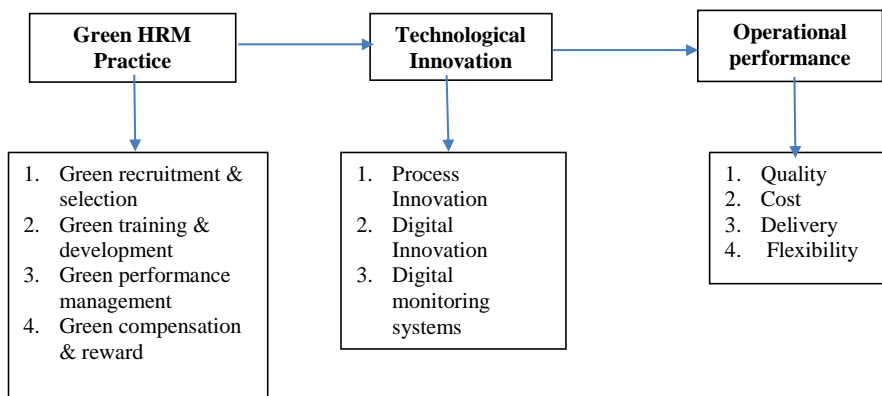 Green HRM
Practice
Technological
Innovation
Operational
performance
1. Green recruitment &
selection
2. Green training &
development
3. Green performance
management
4. Green compensation
& reward
1. Process
Innovation
2. Digital
Innovation
3. Digital
monitoring
systems
1. Quality
2. Cost
3. Delivery
4. Flexibility